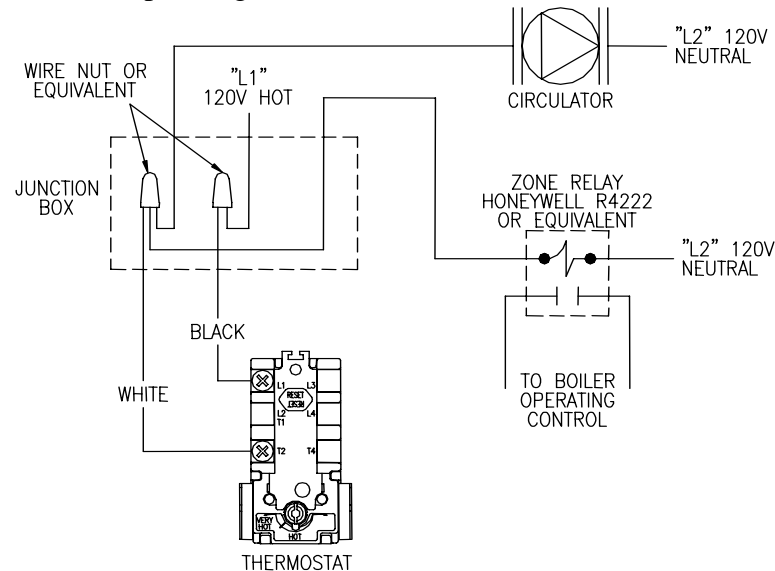 "L2" 120V
NEUTRAL
WIRE NUT OR
EQUIVALENT
"L1"
120V HOT
CIRCULATOR
JUNCTION
BOX
ZONE RELAY
HONEYWELL R4222
OR EQUIVALENT
"L2" 120V
NEUTRAL
BLACK
WHITE
TO BOILER
OPERATING
CONTROL
L1 L3
RESET
RESET
L2 L4
T1
T2 T4
VERY
HOT
HOT
THERMOSTAT